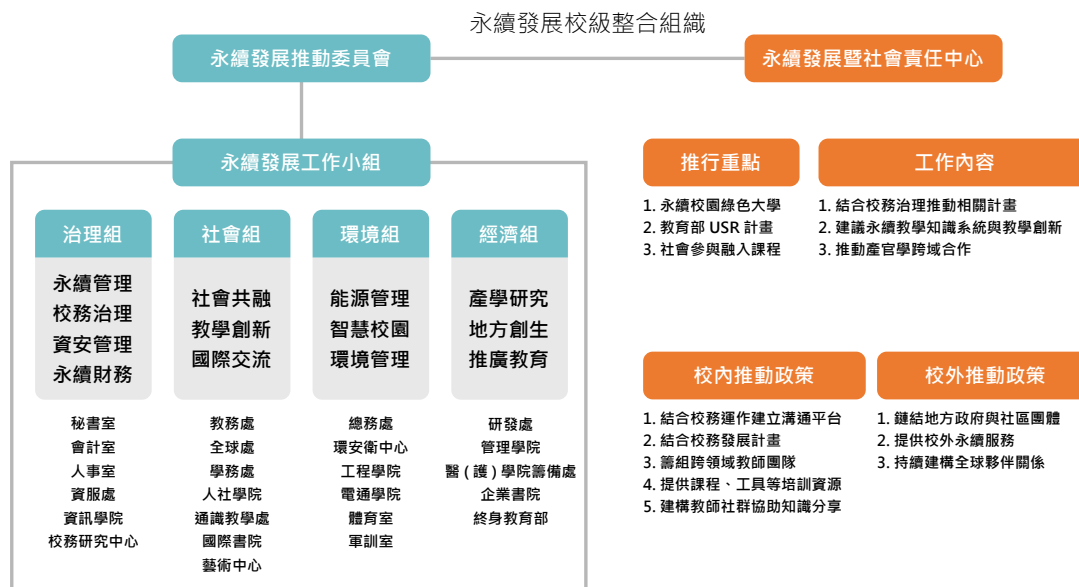 永續發展校級整合組織
永續發展推動委員會
永續發展暨社會責任中心
永續發展工作小組
治理組
永續管理
校務治理
資安管理
永續財務
秘書室
會計室
人事室
資服處
資訊學院
校務研究中心
社會組
社會共融
教學創新
國際交流
教務處
全球處
學務處
人社學院
通識教學處
國際書院
藝術中心
環境組
能源管理
智慧校園
環境管理
總務處
環安衛中心
工程學院
電通學院
體育室
軍訓室
經濟組
產學研究
地方創生
推廣教育
研發處
管理學院
醫(護)學院籌備處
企業書院
終身教育部
推行重點
1. 永續校園綠色大學
2. 教育部 USR 計畫
3. 社會參與融入課程
工作內容
1. 結合校務治理推動相關計畫
2. 建議永續教學知識系統與教學創新
3. 推動產官學跨域合作
校內推動政策
1. 結合校務運作建立溝通平台
2. 結合校務發展計畫
3. 籌組跨領域教師團隊
4. 提供課程、工具等培訓資源
5. 建構教師社群協助知識分享
校外推動政策
1. 鏈結地方政府與社區團體
2. 提供校外永續服務
3. 持續建構全球夥伴關係